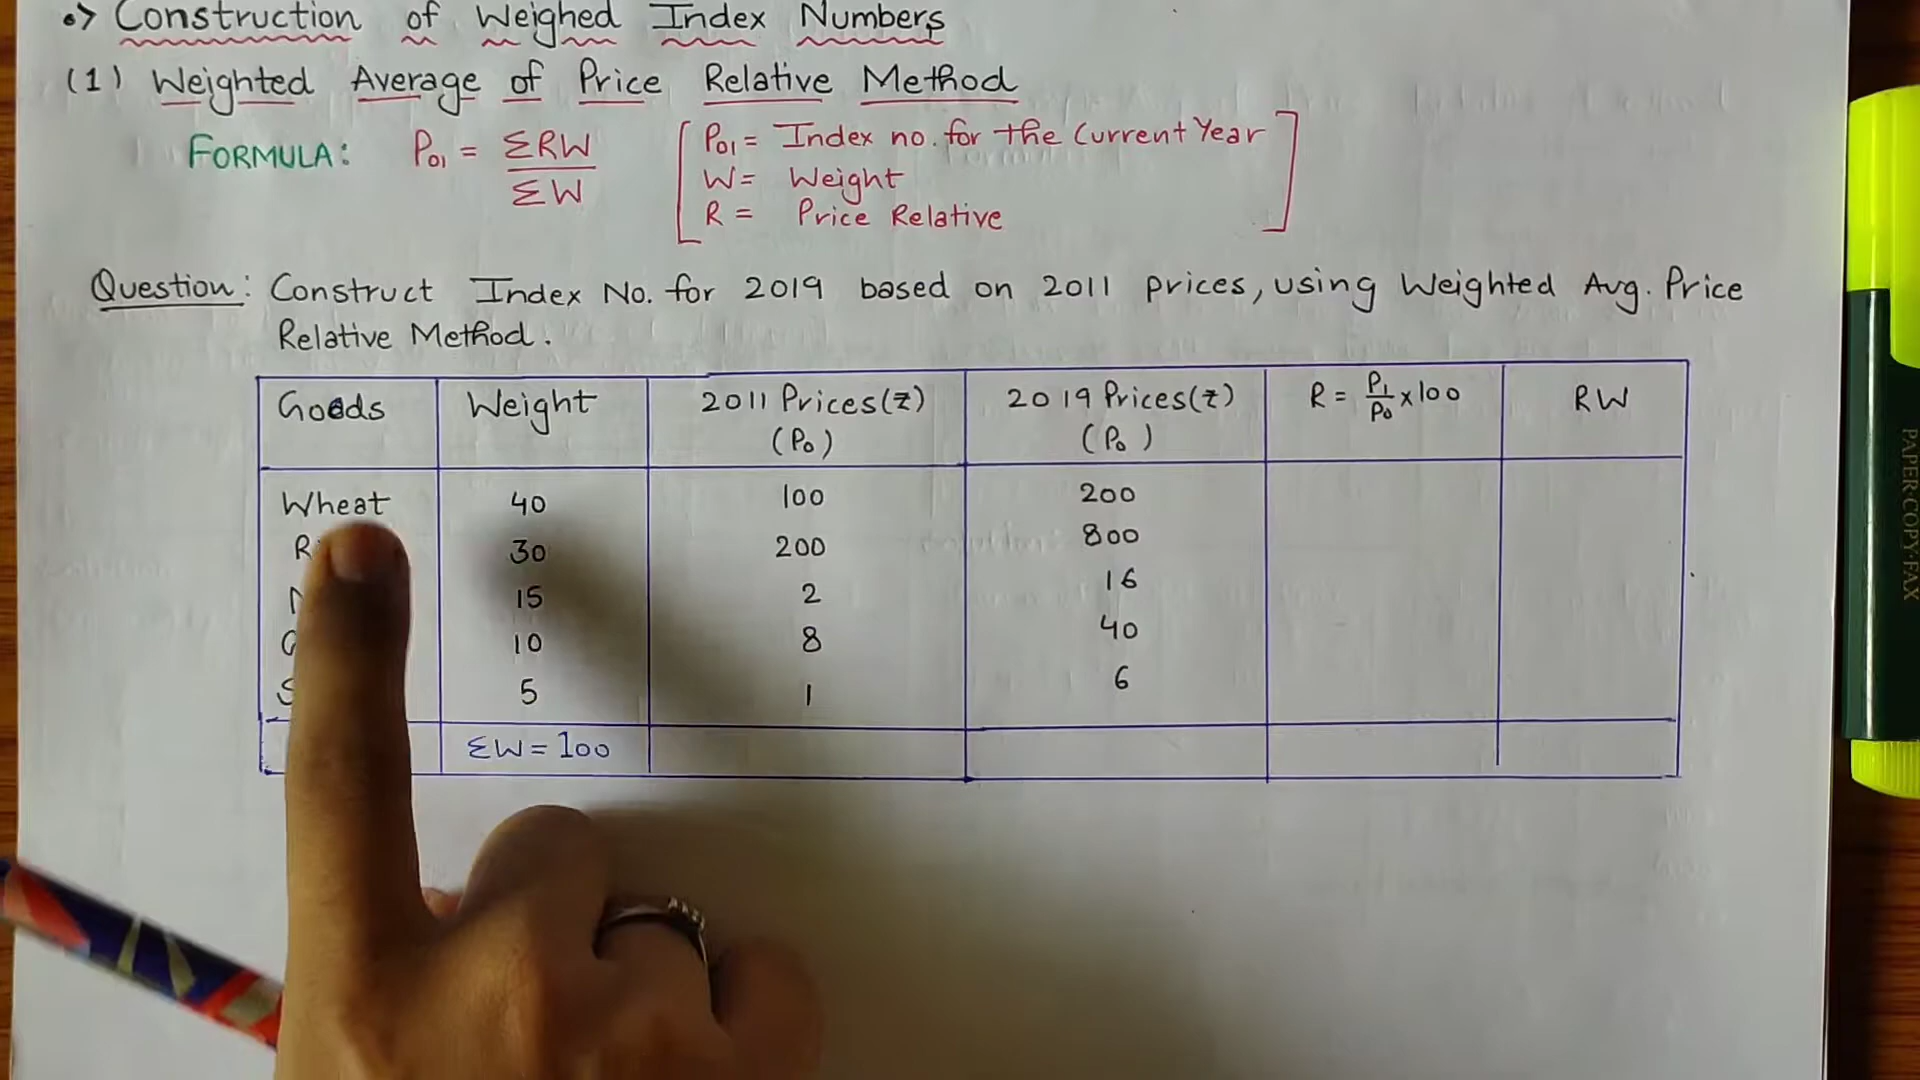 •> Construction of Weighed Index Numbers
(1) Weighted Average of Price Relative Method
FORMULA: P₀₁ = ΣRW / ΣW
[P₀₁ = Index no. for the Current Year
W = Weight
R = Price Relative]
Question: Construct Index No. for 2019 based on 2011 prices, using Weighted Avg. Price
Relative Method.
Goods Weight 2011 Prices(₹) (P₀) 2019 Prices(₹) (P₀) R = P₁/P₀ x100 RW
Wheat 40 100 200
30 200 800
15 2 16
10 8 40
5 1 6
ΣW = 100
PAPER·COPY·FAX